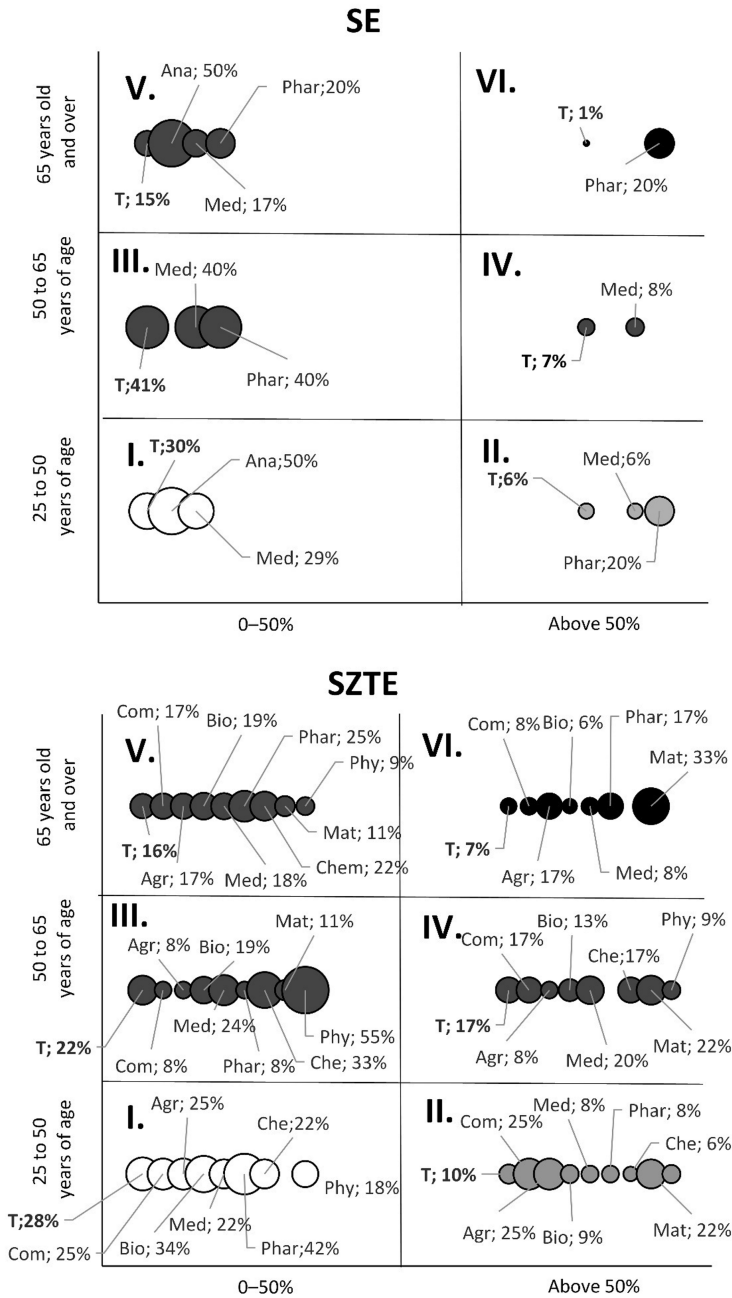 SE
65 years old
and over
V.
Ana; 50%
Phar;20%
T; 15%
Med; 17%
VI.
T; 1%
Phar; 20%
50 to 65
years of age
III.
Med; 40%
T;41%
Phar; 40%
IV.
Med; 8%
T; 7%
25 to 50
years of age
I.
T;30%
Ana;50%
Med; 29%
II.
Med;6%
T;6%
Phar;20%
0–50%
Above 50%
SZTE
65 years old
and over
V.
Com; 17%
Bio; 19%
Phar; 25%
Phy; 9%
Mat; 11%
T; 16%
Chem; 22%
Agr; 17%
Med; 18%
VI.
Com; 8%
Bio; 6%
Phar; 17%
Mat; 33%
T; 7%
Agr; 17%
Med; 8%
50 to 65
years of age
III.
Mat; 11%
Agr; 8%
Bio; 19%
Med; 24%
Phy; 55%
T; 22%
Com; 8%
Phar; 8%
Che; 33%
IV.
Bio; 13%
Phy; 9%
Com; 17%
Che;17%
T; 17%
Agr; 8%
Med; 20%
Mat; 22%
25 to 50
years of age
I.
Agr; 25%
Che;22%
Phy; 18%
T;28%
Med; 22%
Com; 25%
Bio; 34%
Phar;42%
II.
Med; 8%
Phar; 8%
Com; 25%
Che; 6%
T; 10%
Agr; 25%
Bio; 9%
Mat; 22%
0–50%
Above 50%